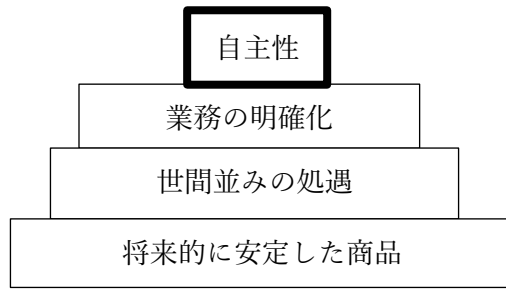 自主性
業務の明確化
世間並みの処遇
将来的に安定した商品